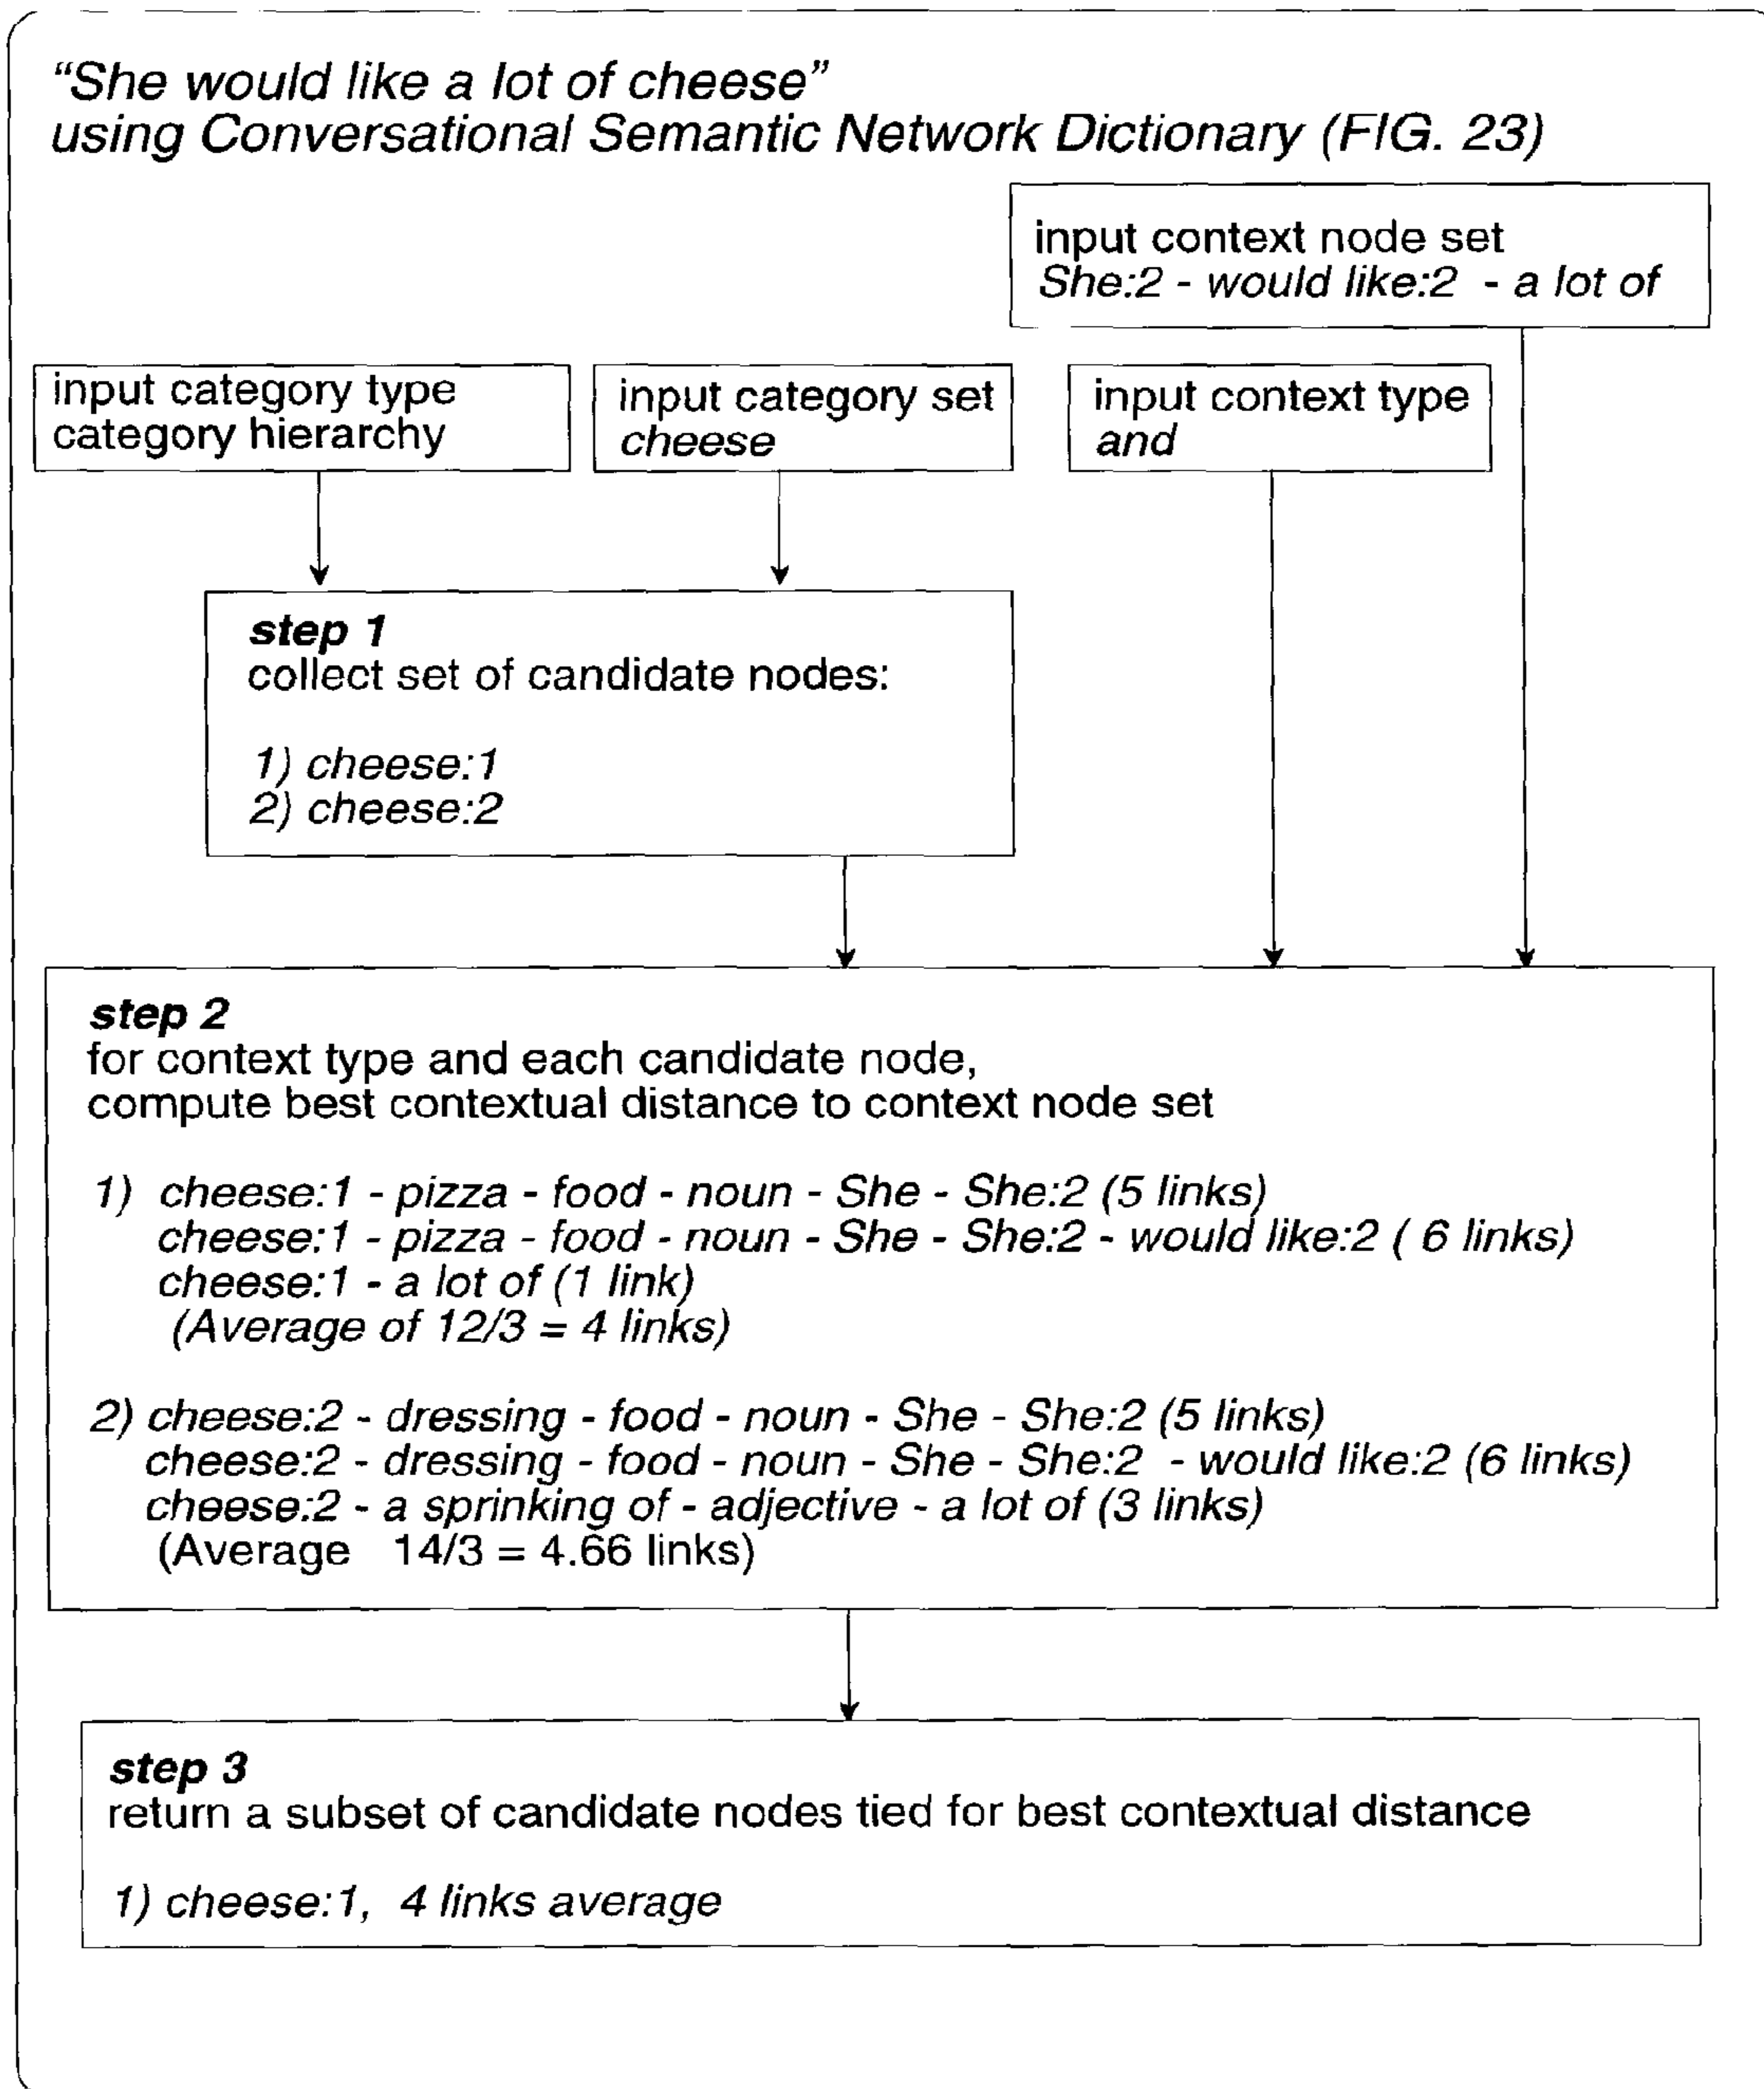 “She would like a lot of cheese”
using Conversational Semantic Network Dictionary (FIG. 23)
input context node set
She:2 - would like:2 - a lot of
input category type
category hierarchy
input category set
cheese
input context type
and
step 1
collect set of candidate nodes:
1) cheese:1
2) cheese:2
step 2
for context type and each candidate node,
compute best contextual distance to context node set
1) cheese:1 - pizza - food - noun - She - She:2 (5 links)
cheese:1 - pizza - food - noun - She - She:2 - would like:2 ( 6 links)
cheese:1 - a lot of (1 link)
(Average of 12/3 = 4 links)
2) cheese:2 - dressing - food - noun - She - She:2 (5 links)
cheese:2 - dressing - food - noun - She - She:2 - would like:2 (6 links)
cheese:2 - a sprinking of - adjective - a lot of (3 links)
(Average 14/3 = 4.66 links)
step 3
return a subset of candidate nodes tied for best contextual distance
1) cheese:1, 4 links average